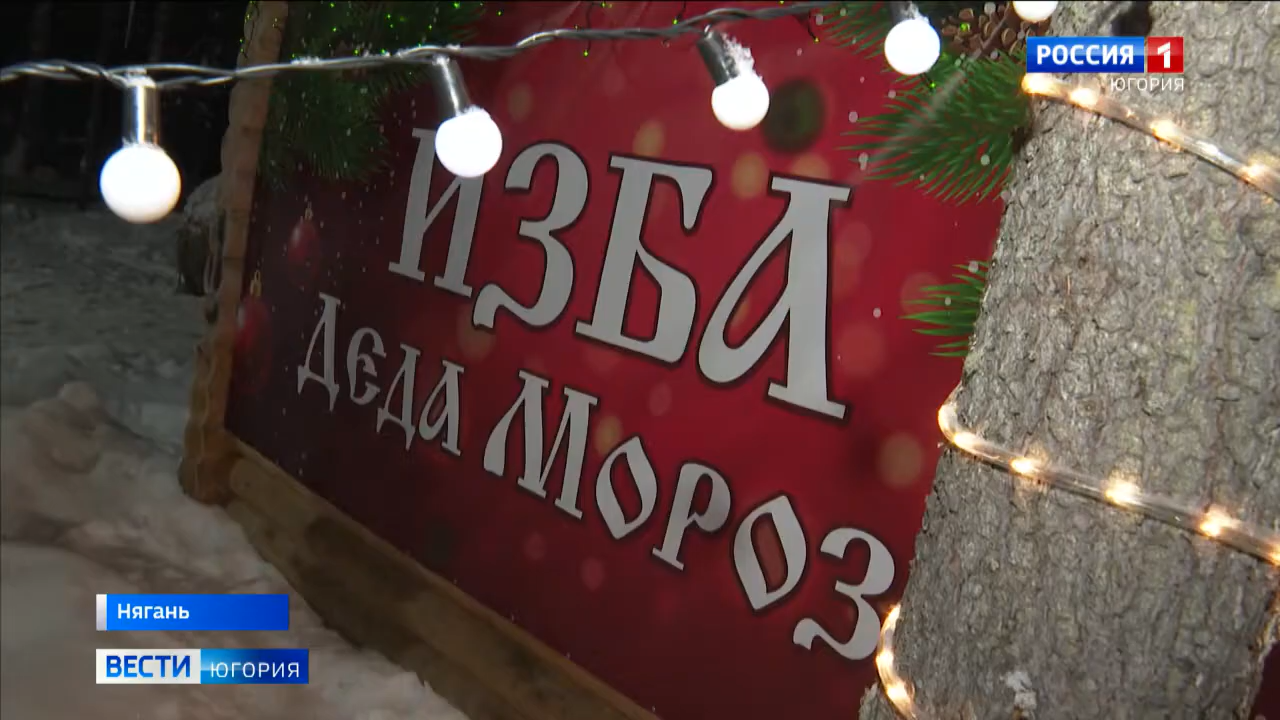 РОССИЯ 1
ЮГОРИЯ
ИЗБА
ДЕДА МОРОЗ
Нягань
ВЕСТИ ЮГОРИЯ